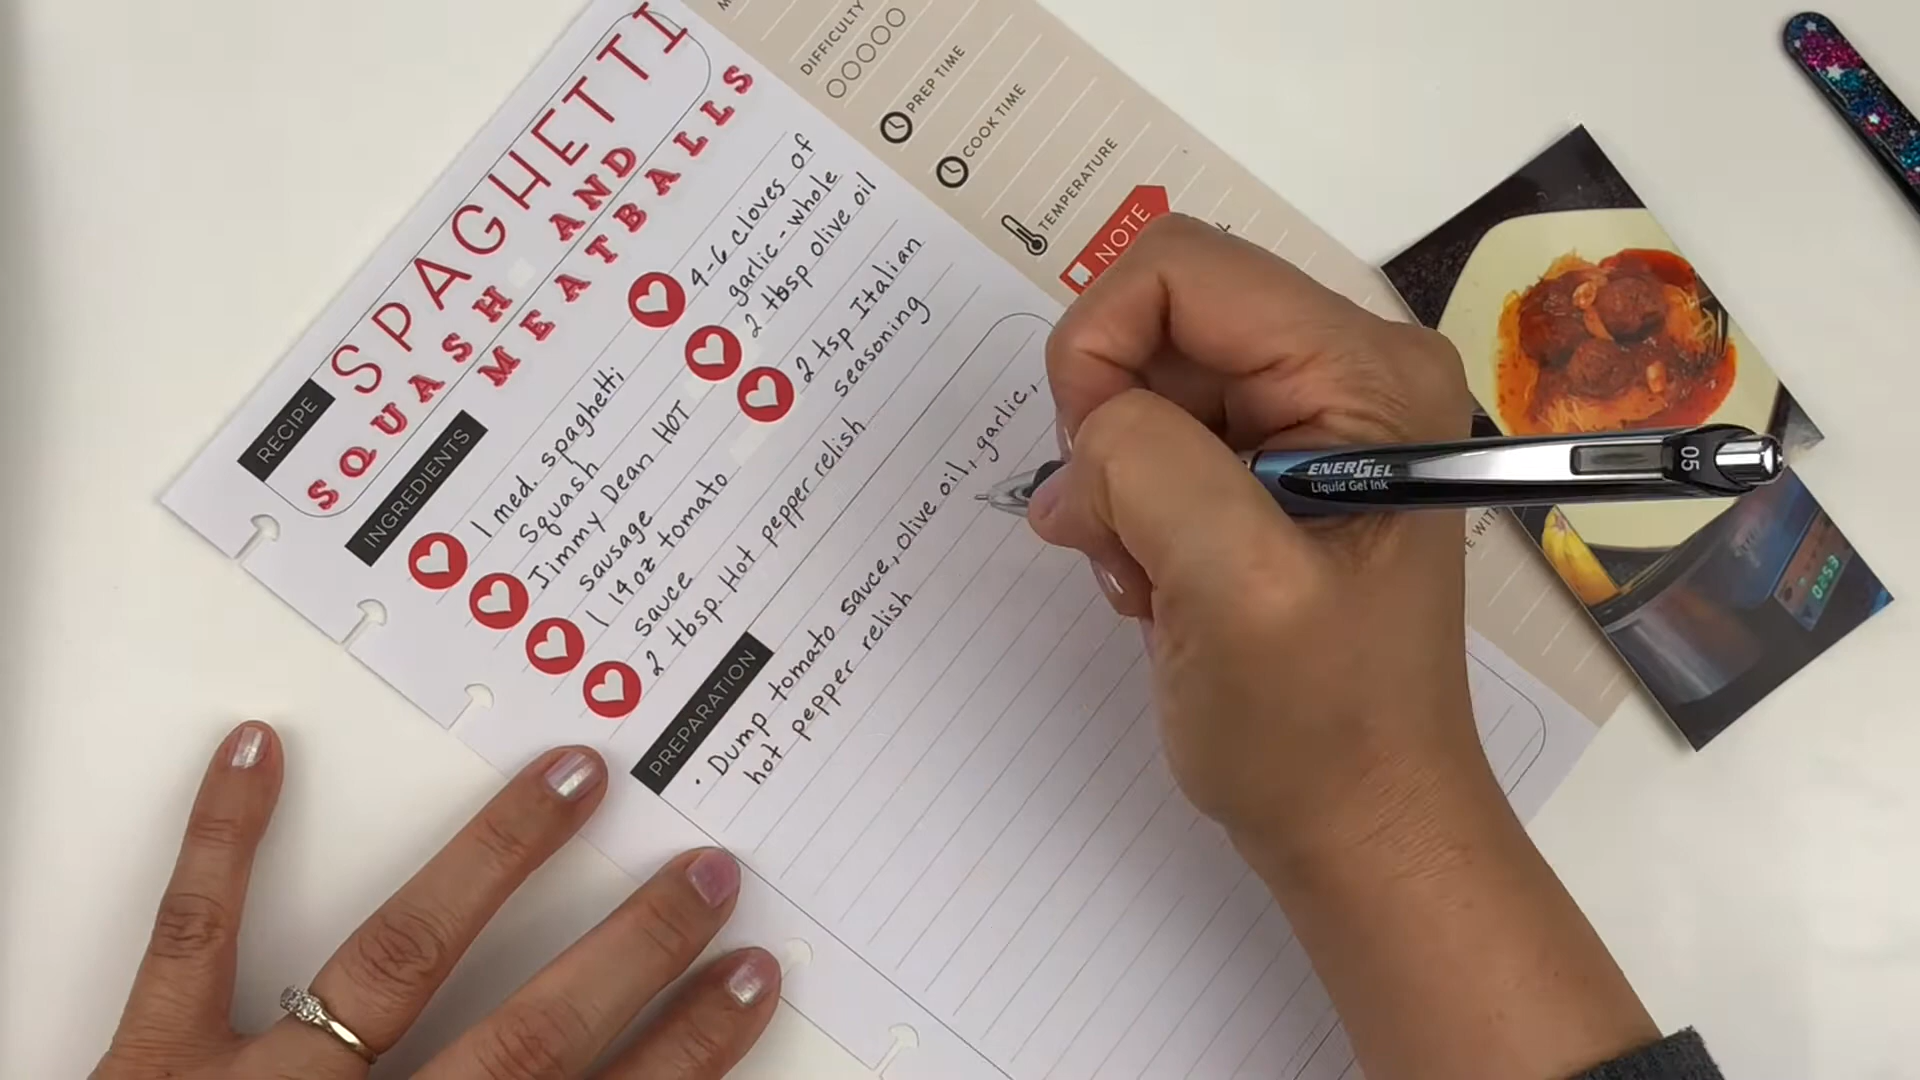 RECIPE
SPAGHETTI
SQUASH AND
MEATBALLS
INGREDIENTS
1 med. spaghetti
squash
Jimmy Dean HOT
sausage
1 14oz tomato
sauce
2 tbsp. Hot pepper relish
4-6 cloves of
garlic - whole
2 tbsp olive oil
2 tsp Italian
seasoning
PREPARATION
• Dump tomato sauce, olive oil, garlic,
hot pepper relish
DIFFICULTY
PREP TIME
COOK TIME
TEMPERATURE
NOTE
ENERGEL
Liquid Gel Ink
05
0253